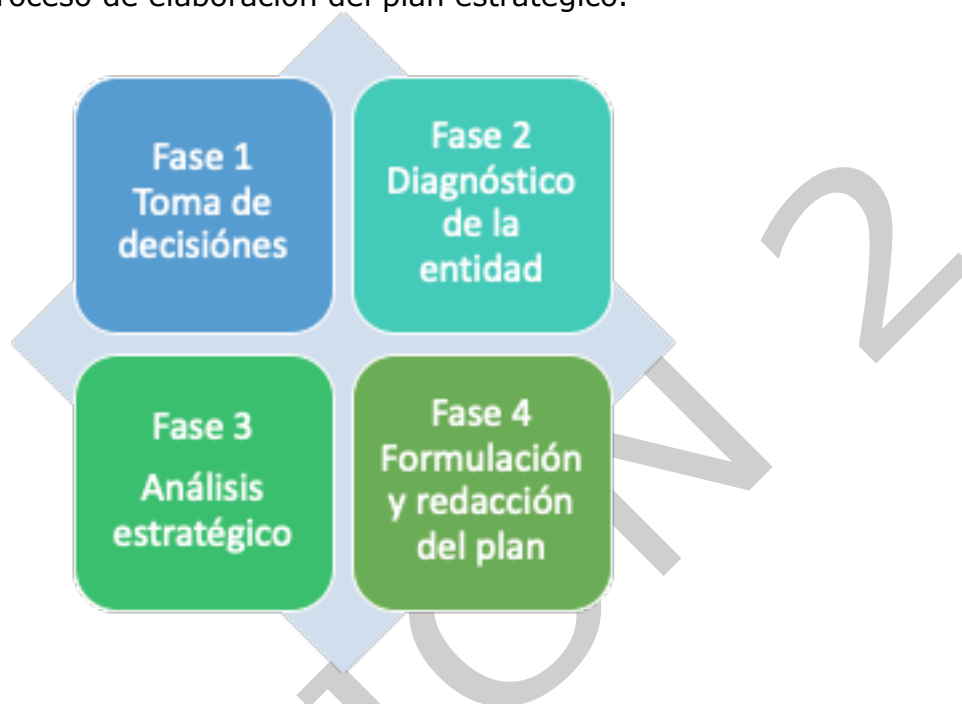 proceso de elaboración del plan estratégico.
Fase 1
Toma de
decisiónes
Fase 2
Diagnóstico
de la
entidad
Fase 3
Análisis
estratégico
Fase 4
Formulación
y redacción
del plan